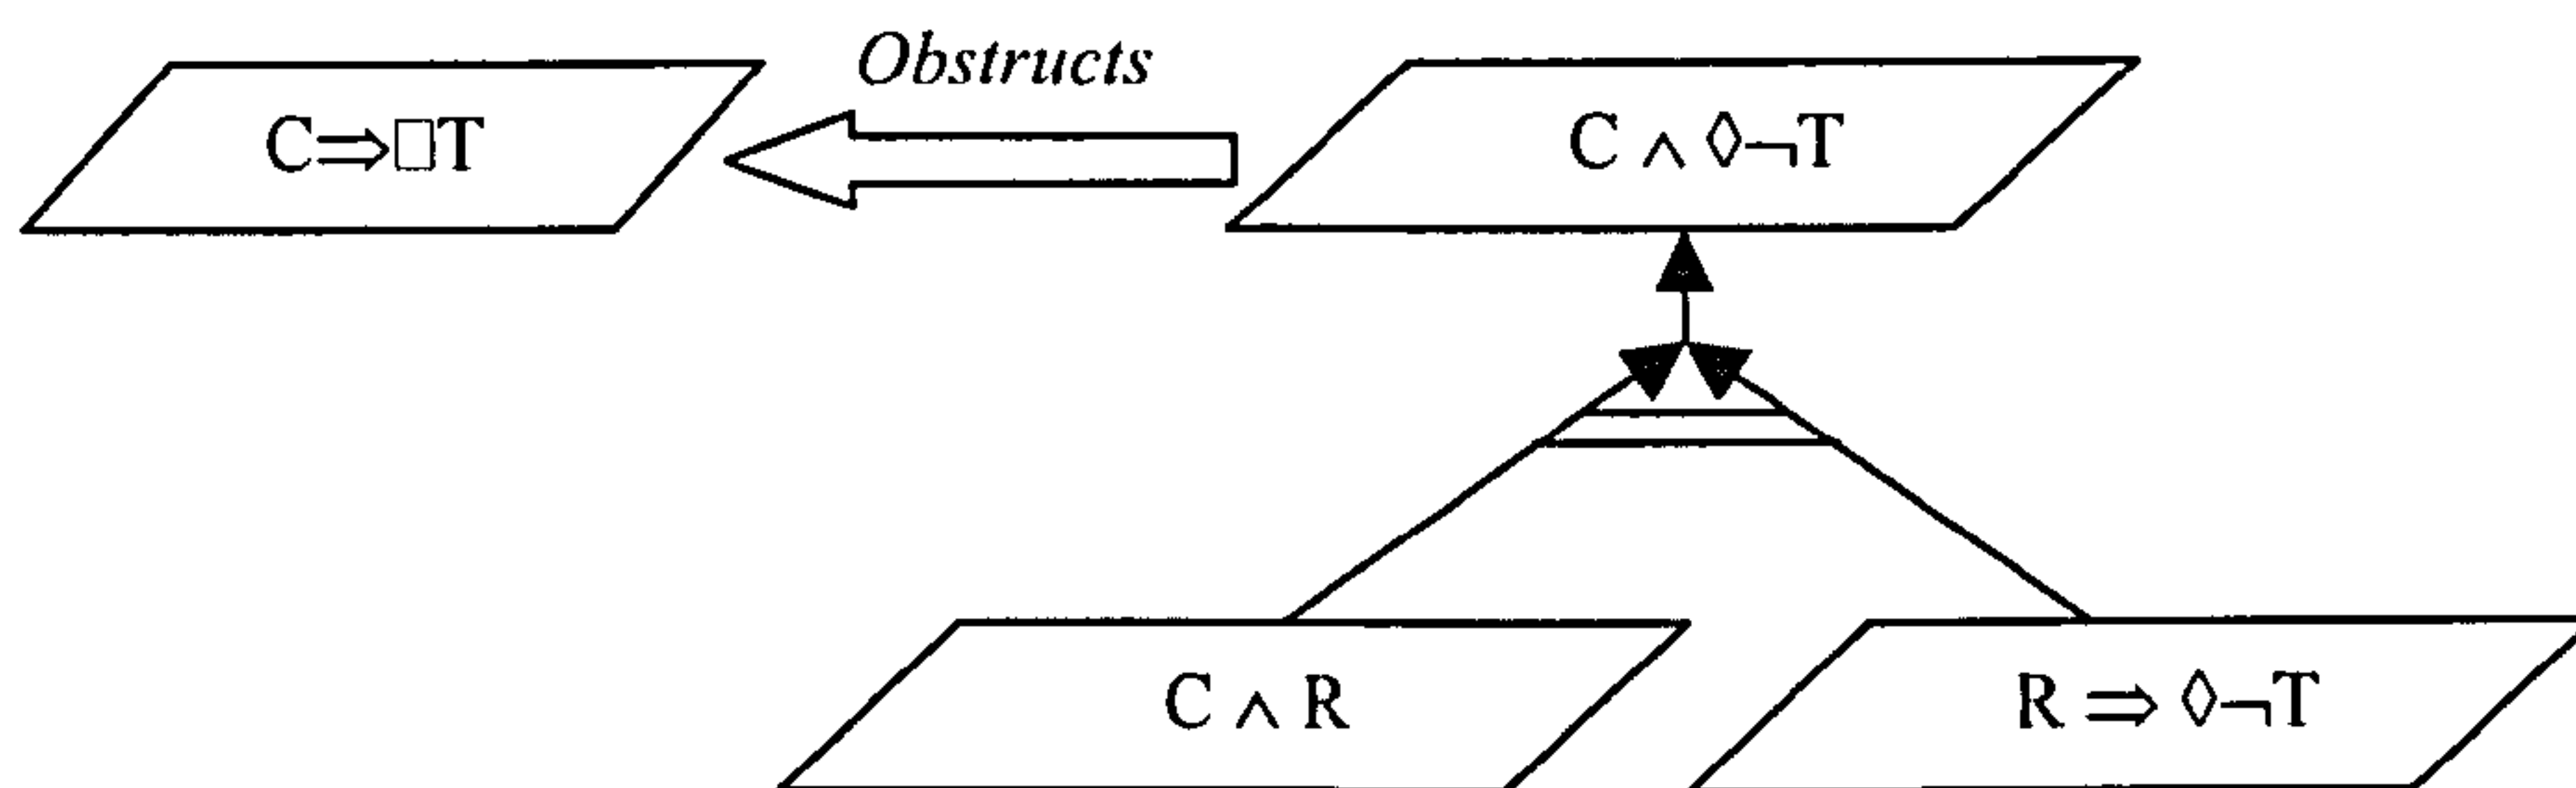 Obstructs
C⇒□T
C ∧ ◊¬T
C ∧ R
R ⇒ ◊¬T